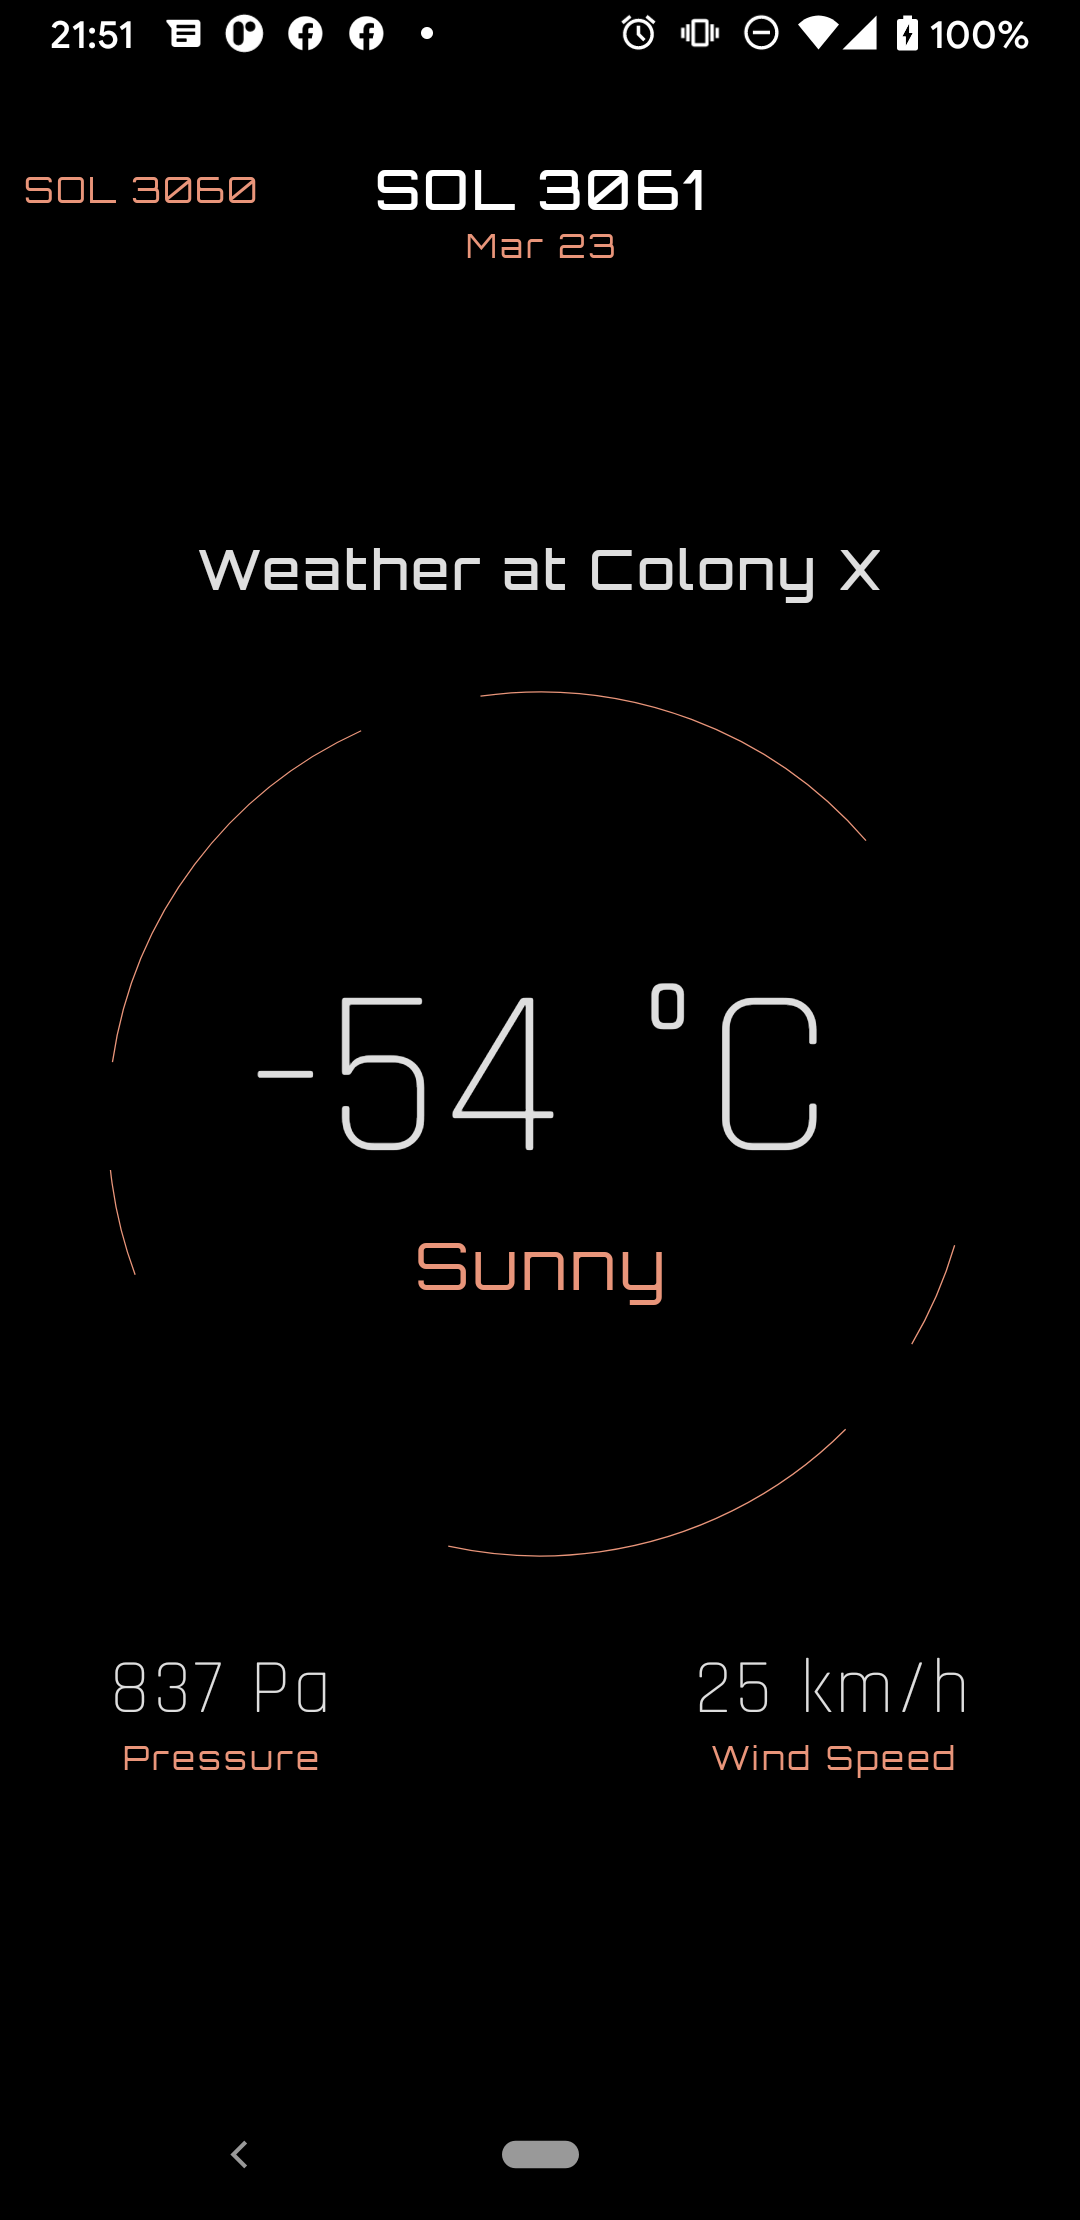 21:51 100%
SOL 3060 SOL 3061
Mar 23
Weather at Colony X
-54 °C
Sunny
837 Pa 25 km/h
Pressure Wind Speed